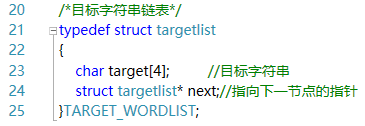 20 /*目标字符串链表*/
21 typedef struct targetlist
22 {
23 char target[4]; //目标字符串
24 struct targetlist* next;//指向下一节点的指针
25 }TARGET_WORDLIST;